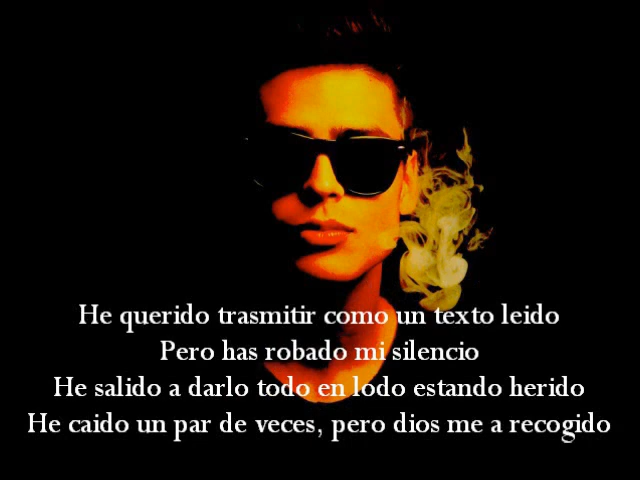 He querido trasmitir como un texto leido
Pero has robado mi silencio
He salido a darlo todo en lodo estando herido
He caido un par de veces, pero dios me a recogido